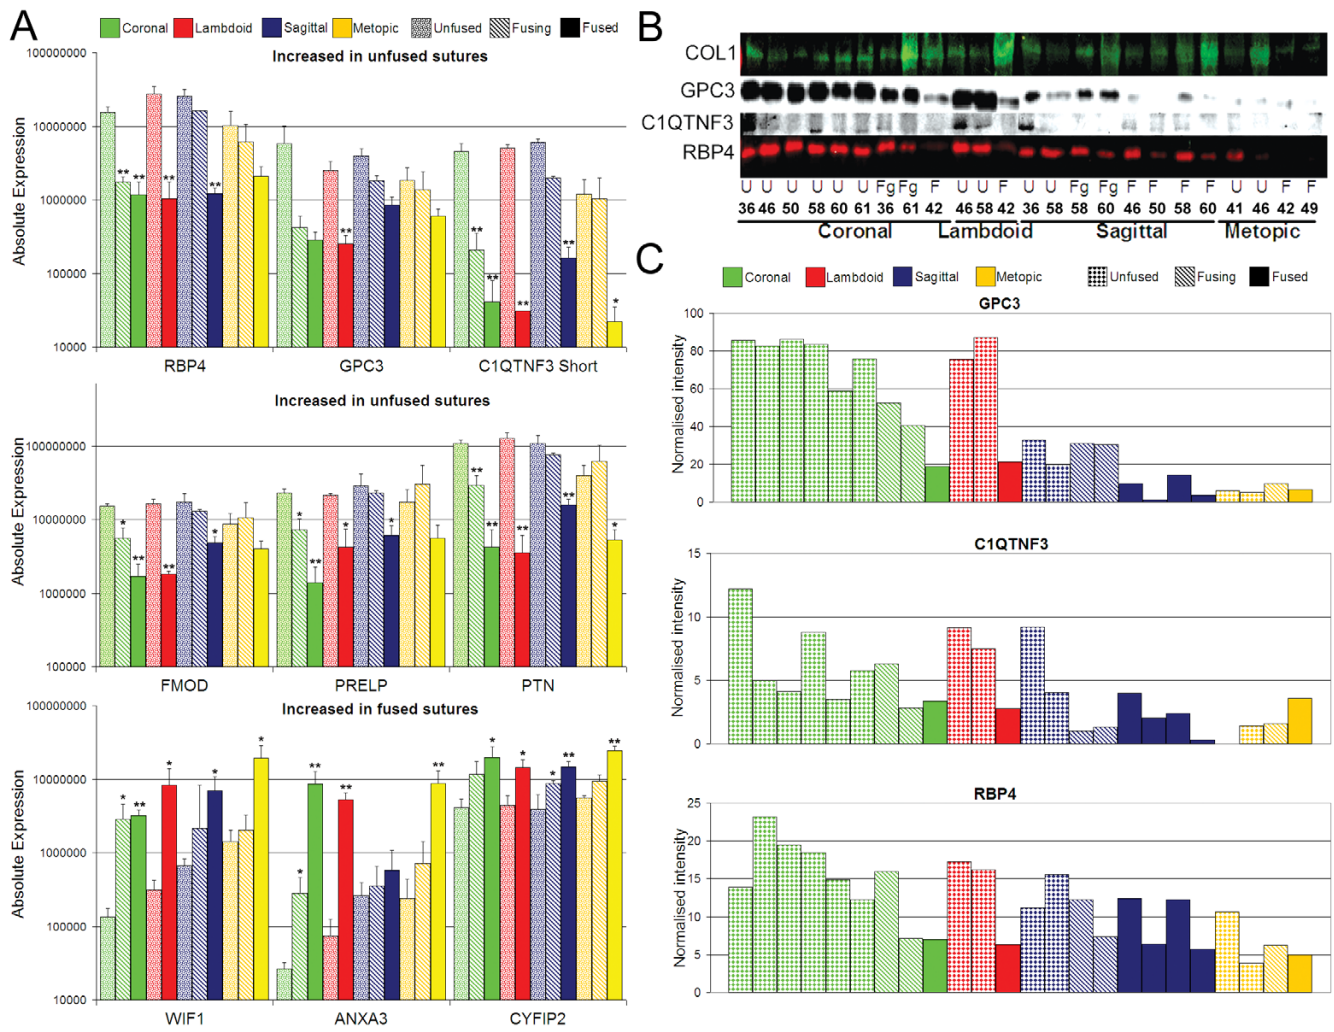 A
Coronal Lambdoid Sagittal Metopic Unfused Fusing Fused
Increased in unfused sutures
Absolute Expression
100000000
10000000
1000000
100000
10000
** ** ** **
**
** ** ** ** *
RBP4 GPC3 C1QTNF3 Short
Increased in unfused sutures
Absolute Expression
100000000
10000000
1000000
100000
* ** ** *
* ** * *
** ** ** ** *
FMOD PRELP PTN
Increased in fused sutures
Absolute Expression
100000000
10000000
1000000
100000
10000
* ** * * *
* ** ** **
* * * ** **
WIF1 ANXA3 CYFIP2
B
COL1
GPC3
C1QTNF3
RBP4
U U U U U U Fg Fg F U U F U U Fg Fg F F F F U U F F
36 46 50 58 60 61 36 61 42 46 58 42 36 58 58 60 46 50 58 60 41 46 42 49
Coronal Lambdoid Sagittal Metopic
C
Coronal Lambdoid Sagittal Metopic Unfused Fusing Fused
GPC3
Normalised intensity
100
80
60
40
20
0
C1QTNF3
Normalised intensity
15
10
5
0
RBP4
Normalised intensity
25
20
15
10
5
0